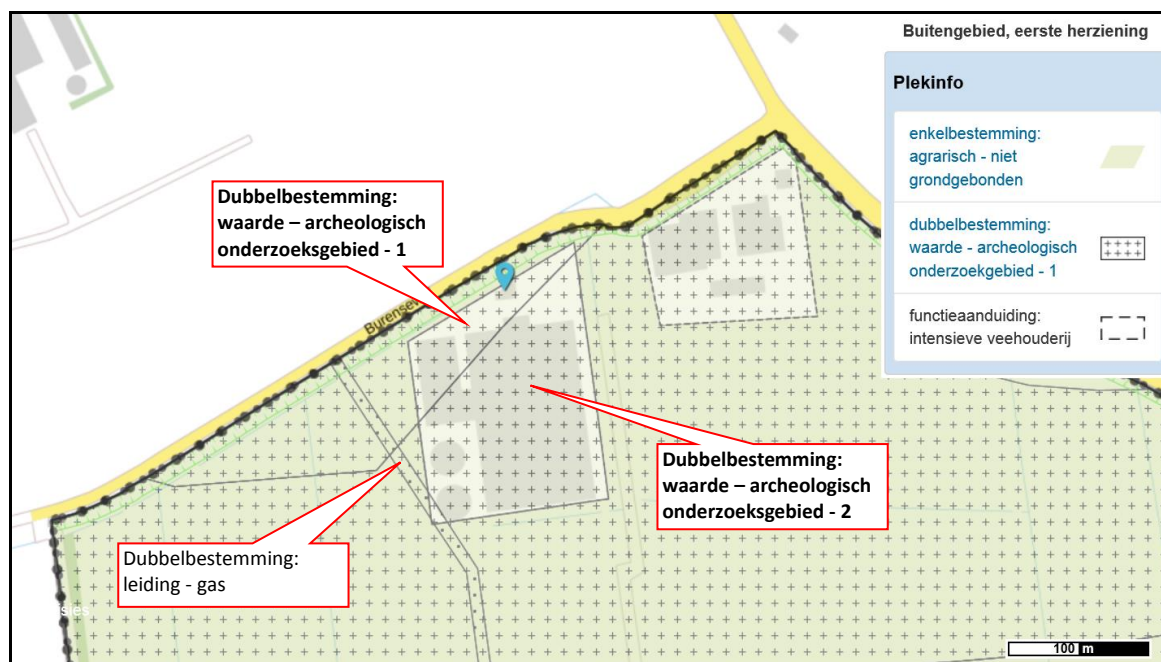 Buitengebied, eerste herziening
Plekinfo
enkelbestemming:
agrarisch - niet
grondgebonden
dubbelbestemming:
waarde - archeologisch
onderzoekgebied - 1
functieaanduiding:
intensieve veehouderij
Dubbelbestemming:
waarde – archeologisch
onderzoeksgebied - 1
Dubbelbestemming:
waarde – archeologisch
onderzoeksgebied - 2
Dubbelbestemming:
leiding - gas
100 m